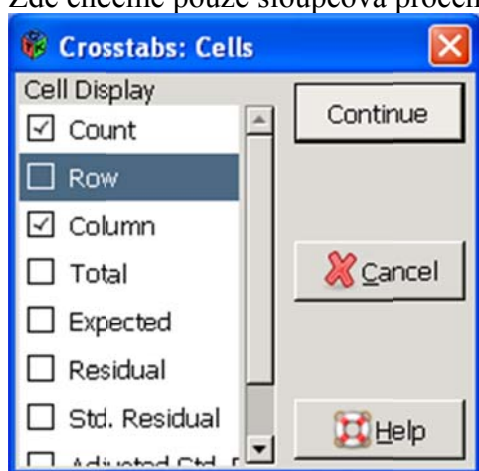 Zde chceme pouze sloupcová
Crosstabs: Cells
Cell Display
Count
Row
Column
Total
Expected
Residual
Std. Residual
Continue
Cancel
Help